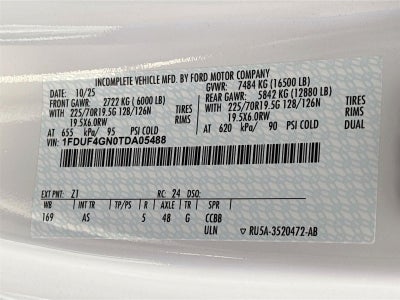 INCOMPLETE VEHICLE MFD. BY FORD MOTOR COMPANY
10/25 GVWR: 7484 KG (16500 LB)
FRONT GAWR: 2722 KG ( 6000 LB) REAR GAWR: 5842 KG (12880 LB)
WITH 225/70R19.5G 128/126N TIRES WITH 225/70R19.5G 128/126N TIRES
19.5X6.0RW RIMS 19.5X6.0RW RIMS
AT 655 kPa/ 95 PSI COLD AT 620 kPa/ 90 PSI COLD
VIN: 1FDUF4GN0TDA05488
EXT PNT: Z1 RC: 24 DSO:
WB INT TR TP/PS R AXLE TR SPR
169 AS 5 48 G CCBB
ULN ▽ RU5A-3520472-AB